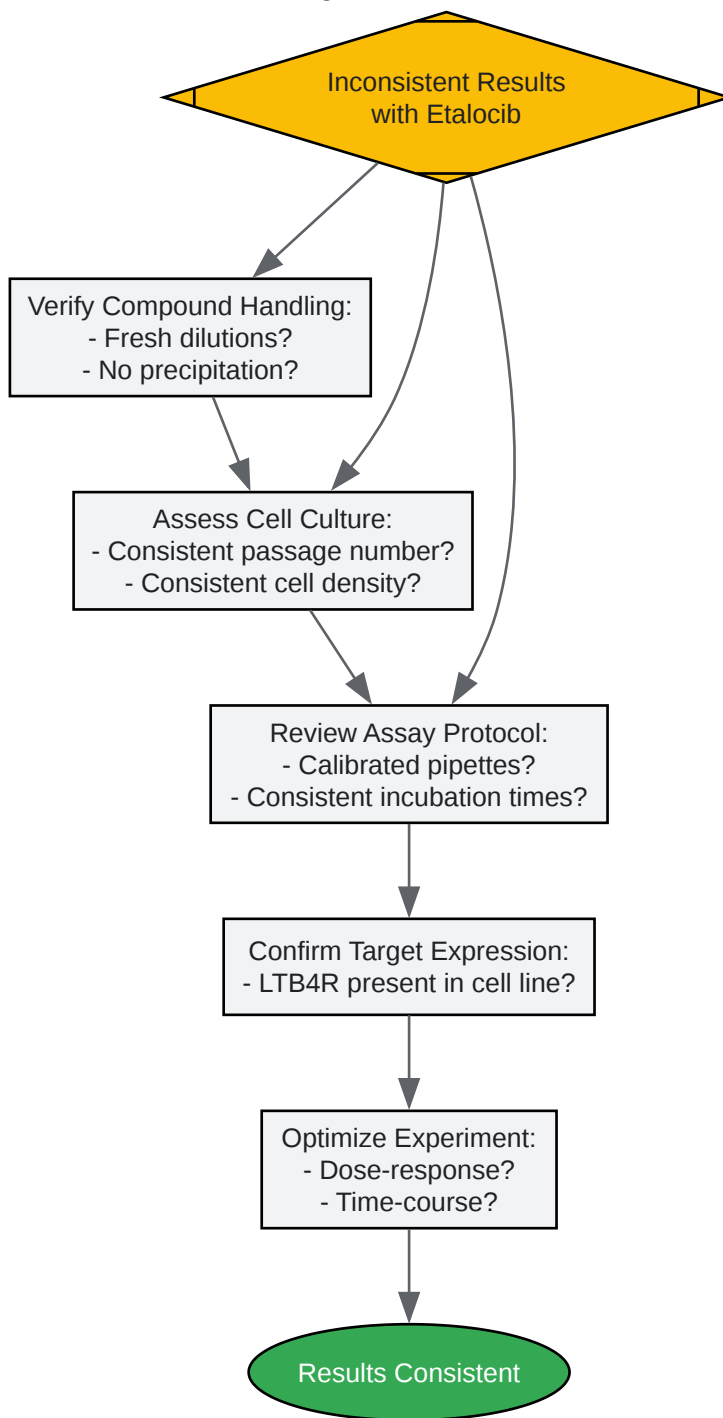 Inconsistent Results
with Etalocib
Verify Compound Handling:
- Fresh dilutions?
- No precipitation?
Assess Cell Culture:
- Consistent passage number?
- Consistent cell density?
Review Assay Protocol:
- Calibrated pipettes?
- Consistent incubation times?
Confirm Target Expression:
- LTB4R present in cell line?
Optimize Experiment:
- Dose-response?
- Time-course?
Results Consistent